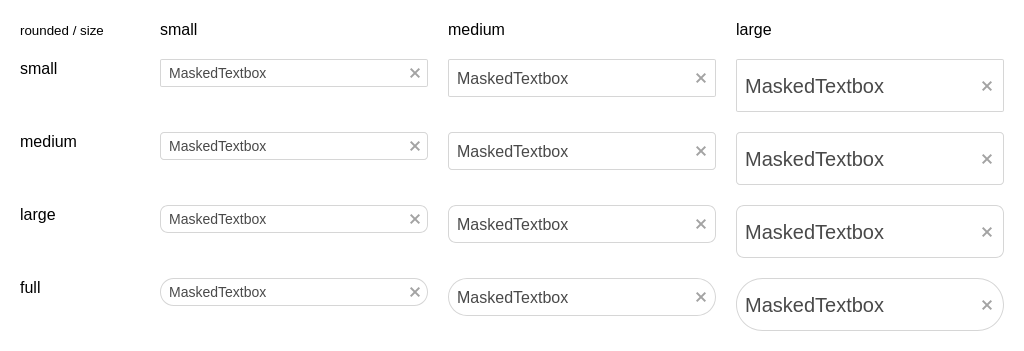 rounded / size small medium large
small MaskedTextbox MaskedTextbox MaskedTextbox
medium MaskedTextbox MaskedTextbox MaskedTextbox
large MaskedTextbox MaskedTextbox MaskedTextbox
full MaskedTextbox MaskedTextbox MaskedTextbox